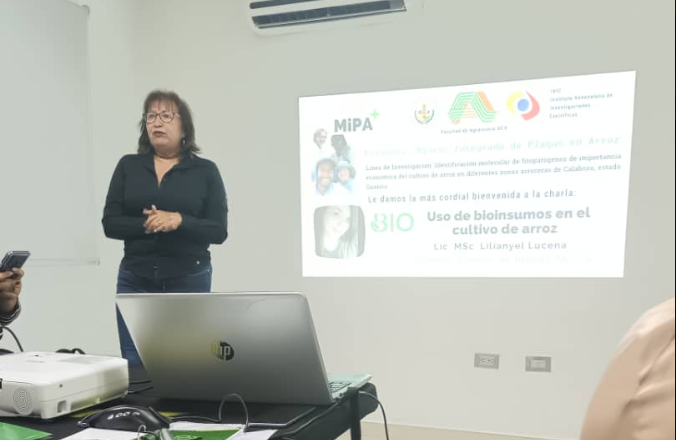 MiPA+
IVIC
Instituto Venezolano de
Investigaciones
Científicas
Facultad de Agronomía UCV
Integrado de Plagas en Arroz
Línea de Investigación: Identificación molecular de fitopatógenos de importancia
económica del cultivo de arroz en diferentes zonas arroceras de Calabozo, estado
Guárico
Le damos la más cordial bienvenida a la charla:
BIO
Uso de bioinsumos en el
cultivo de arroz
Lic MSc Lilianyel Lucena
hp